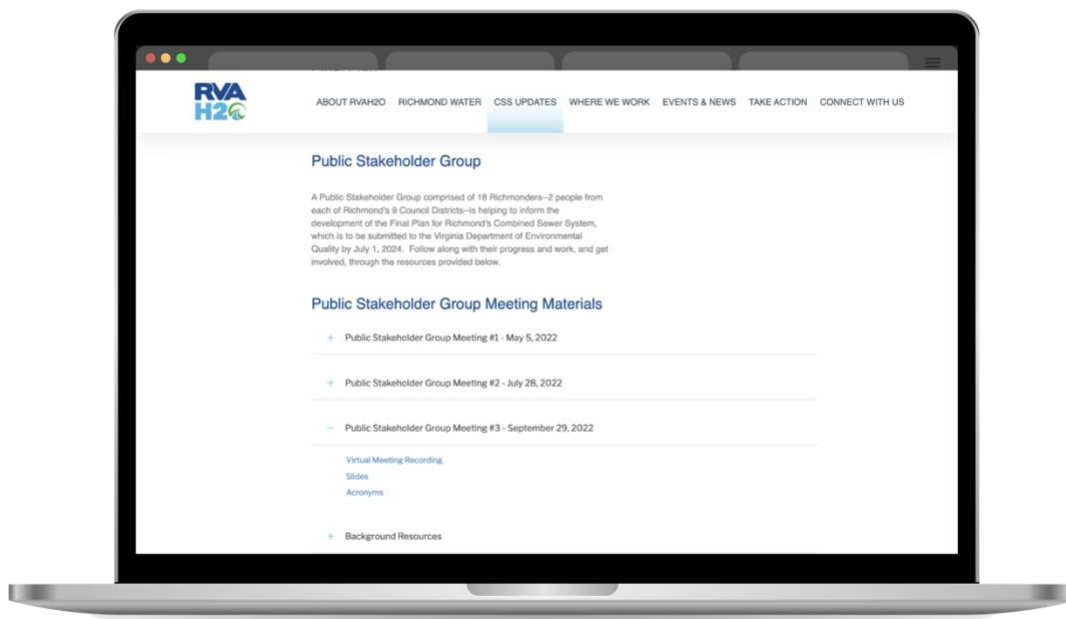 RVA
H2O
ABOUT RVAH2O RICHMOND WATER CSS UPDATES WHERE WE WORK EVENTS & NEWS TAKE ACTION CONNECT WITH US
Public Stakeholder Group
A Public Stakeholder Group comprised of 18 Richmonders--2 people from
each of Richmond's 9 Council Districts--is helping to inform the
development of the Final Plan for Richmond's Combined Sewer System,
which is to be submitted to the Virginia Department of Environmental
Quality by July 1, 2024. Follow along with their progress and work, and get
involved, through the resources provided below.
Public Stakeholder Group Meeting Materials
+ Public Stakeholder Group Meeting #1 - May 5, 2022
+ Public Stakeholder Group Meeting #2 - July 28, 2022
− Public Stakeholder Group Meeting #3 - September 29, 2022
Virtual Meeting Recording
Slides
Acronyms
+ Background Resources